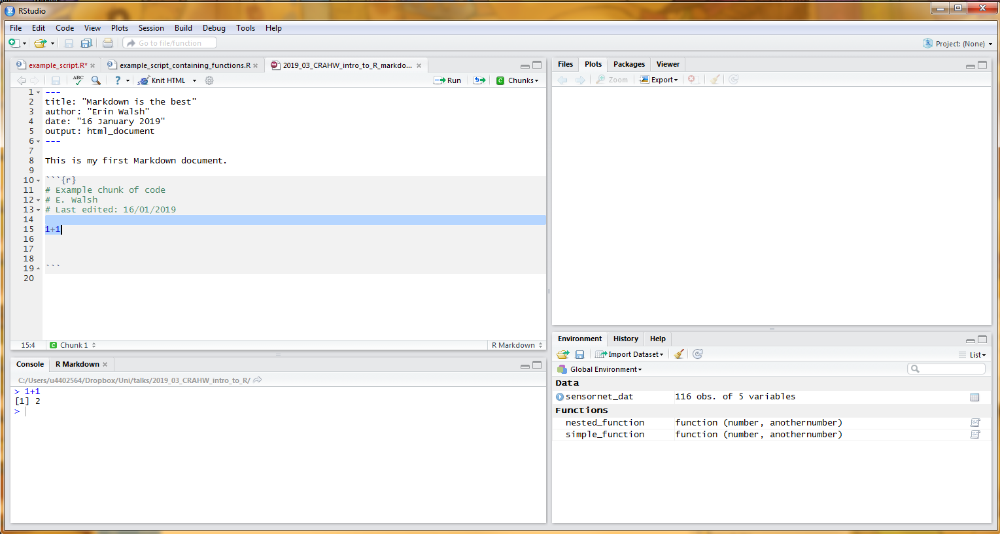 RStudio
File Edit Code View Plots Session Build Debug Tools Help
Go to file/function
Project: (None)
example_script.R* example_script_containing_functions.R 2019_03_CRAHW_intro_to_R_markdo...
ABC ? Knit HTML Run Chunks
1 ---
2 title: "Markdown is the best"
3 author: "Erin Walsh"
4 date: "16 January 2019"
5 output: html_document
6 ---
7
8 This is my first Markdown document.
9
10 ```{r}
11 # Example chunk of code
12 # E. Walsh
13 # Last edited: 16/01/2019
14
15 1+1
16
17
18
19 ```
20
15:4 Chunk 1 R Markdown
Console R Markdown
C:/Users/u4402564/Dropbox/Uni/talks/2019_03_CRAHW_intro_to_R/
> 1+1
[1] 2
>
Files Plots Packages Viewer
Zoom Export
Environment History Help
Import Dataset List
Global Environment
Data
sensornet_dat 116 obs. of 5 variables
Functions
nested_function function (number, anothernumber)
simple_function function (number, anothernumber)